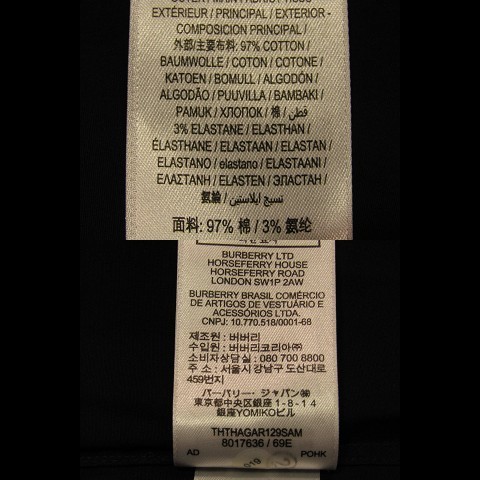 EXTÉRIEUR / PRINCIPAL / EXTERIOR -
COMPOSICION PRINCIPAL /
外部/主要布料: 97% COTTON /
BAUMWOLLE / COTON / COTONE /
KATOEN / BOMULL / ALGODÓN /
ALGODÃO / PUUVILLA / BAMBAKI /
PAMUK / ХЛОПОК / 棉 / قطن /
3% ELASTANE / ELASTHAN /
ÉLASTHANE / ELASTAAN / ELASTAN /
ELASTANO / elastano / ELASTAANI /
ΕΛΑΣΤΑΝΗ / ELASTEN / ЭЛАСТАН /
氨綸 / نسيج ايلاستين /
面料: 97% 棉 / 3% 氨纶
BURBERRY LTD
HORSEFERRY HOUSE
HORSEFERRY ROAD
LONDON SW1P 2AW
BURBERRY BRASIL COMÉRCIO
DE ARTIGOS DE VESTUÁRIO E
ACESSÓRIOS LTDA.
CNPJ: 10.770.518/0001-68
제조원 : 버버리
수입원 : 버버리코리아㈜
소비자상담실 : 080 700 8800
주 소 : 서울시강남구 도산대로
459번지
バーバリー・ジャパン㈱
東京都中央区銀座 1-8-14
銀座YOMIKOビル
THTHAGAR129SAM
8017636 / 69E
AD POHK